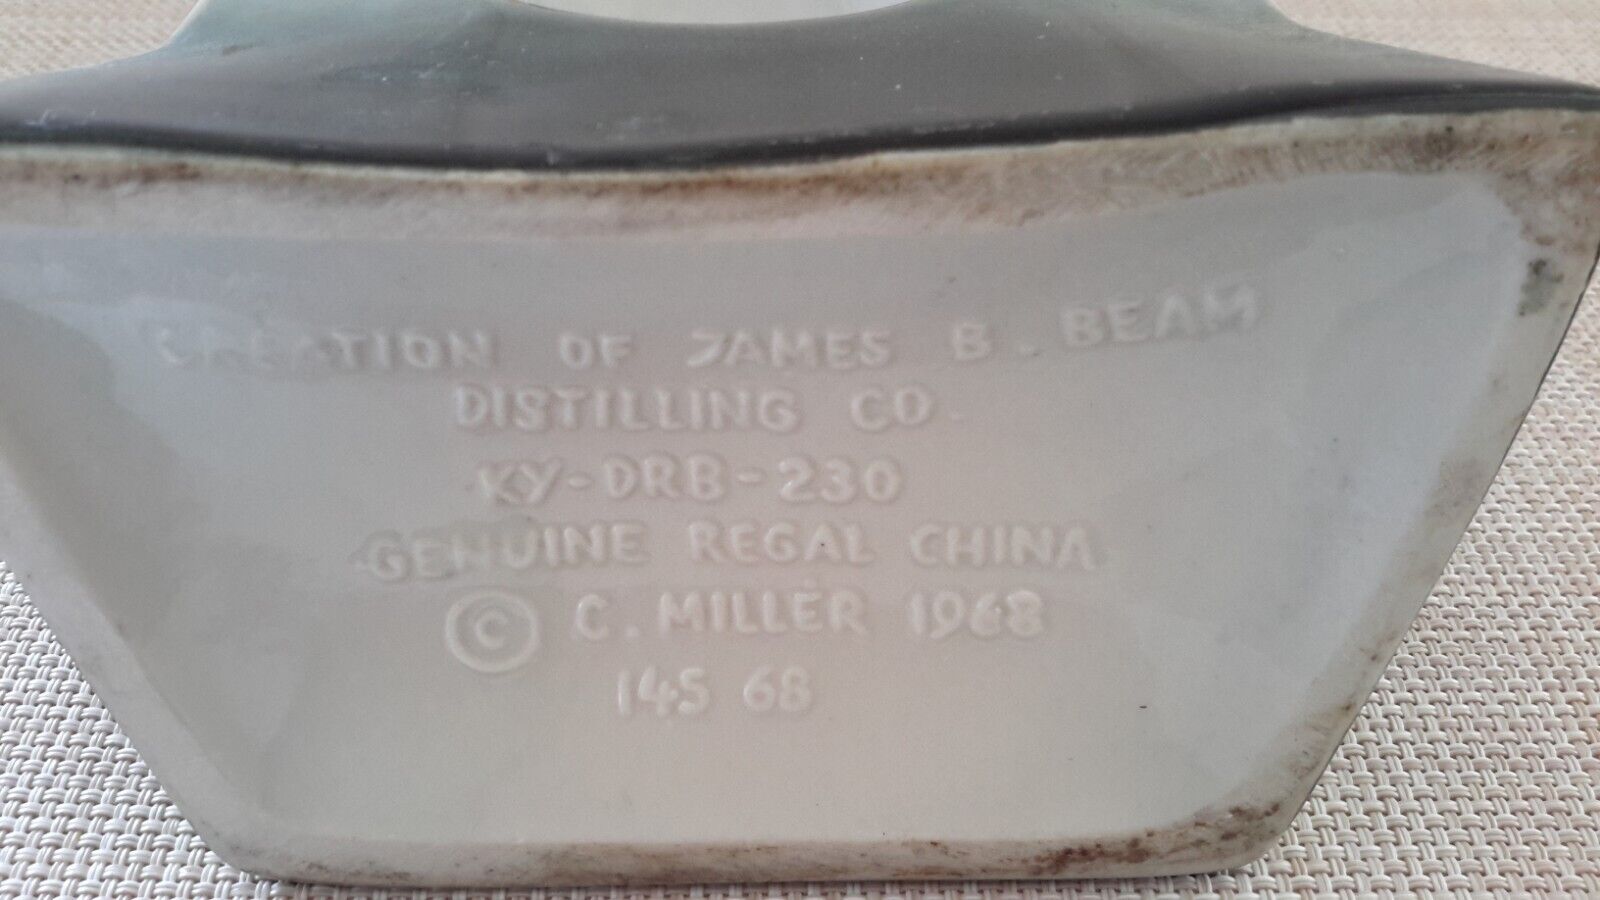 CREATION OF JAMES B. BEAM
DISTILLING CO.
KY-DRB-230
GENUINE REGAL CHINA
© C. MILLER 1968
145 68